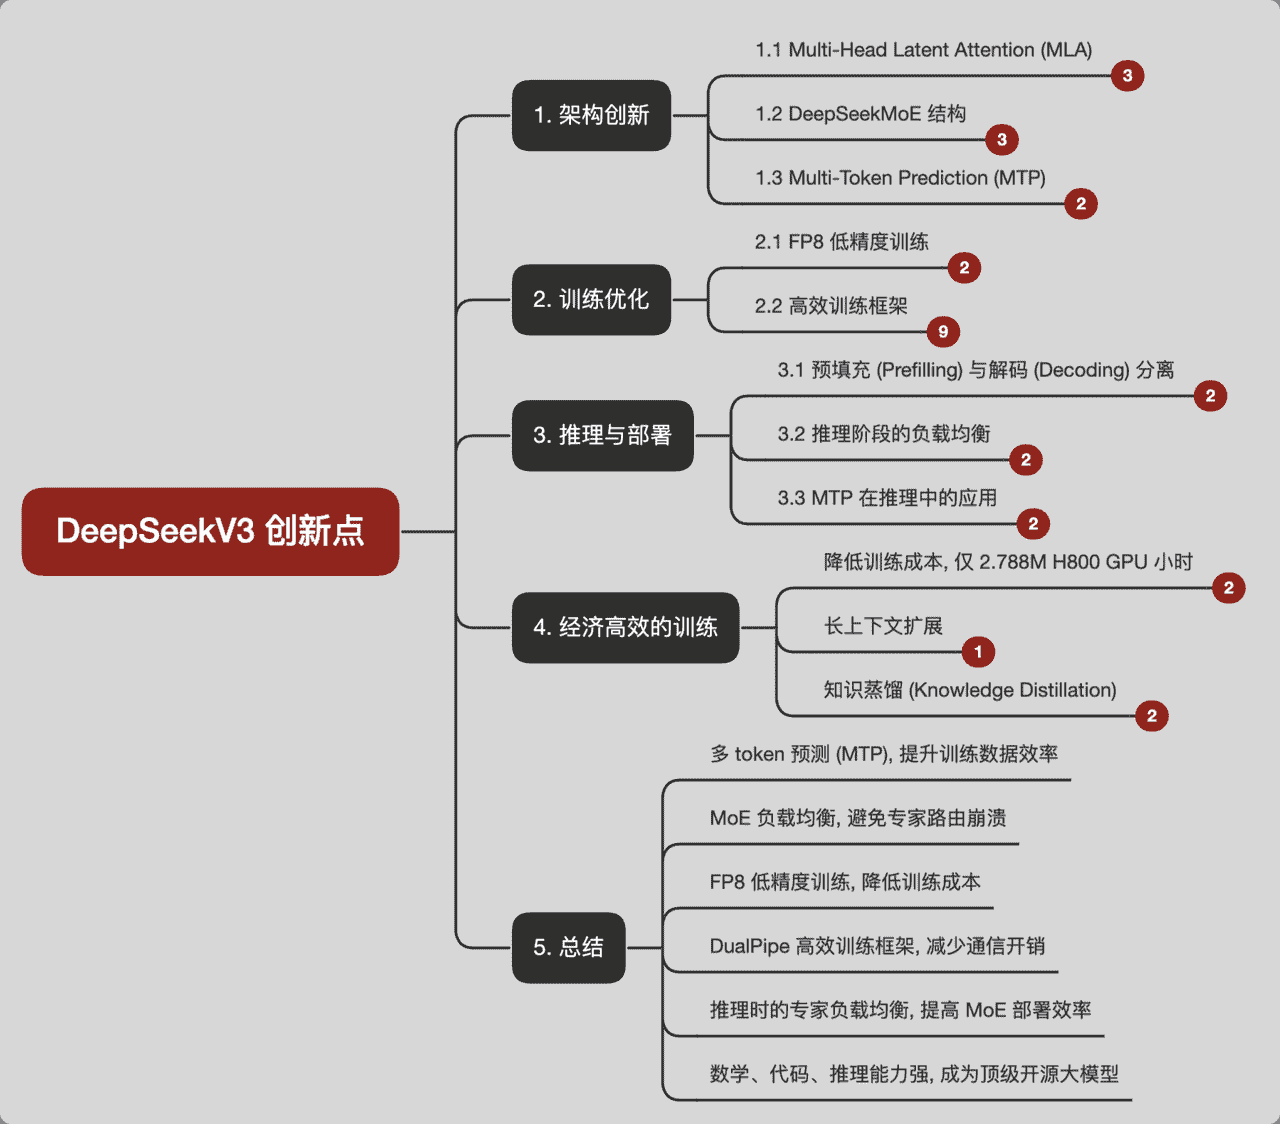 DeepSeekV3 创新点
1. 架构创新
1.1 Multi-Head Latent Attention (MLA)
3
1.2 DeepSeekMoE 结构
3
1.3 Multi-Token Prediction (MTP)
2
2. 训练优化
2.1 FP8 低精度训练
2
2.2 高效训练框架
9
3. 推理与部署
3.1 预填充 (Prefilling) 与解码 (Decoding) 分离
2
3.2 推理阶段的负载均衡
2
3.3 MTP 在推理中的应用
2
4. 经济高效的训练
降低训练成本, 仅 2.788M H800 GPU 小时
2
长上下文扩展
1
知识蒸馏 (Knowledge Distillation)
2
5. 总结
多 token 预测 (MTP), 提升训练数据效率
MoE 负载均衡, 避免专家路由崩溃
FP8 低精度训练, 降低训练成本
DualPipe 高效训练框架, 减少通信开销
推理时的专家负载均衡, 提高 MoE 部署效率
数学、代码、推理能力强, 成为顶级开源大模型